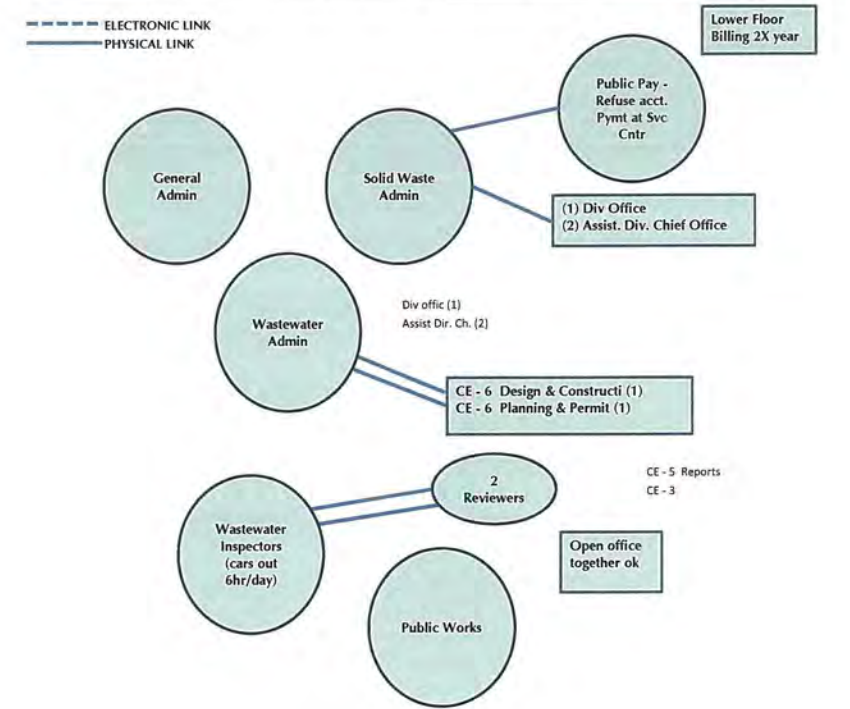 ELECTRONIC LINK
PHYSICAL LINK
Lower Floor
Billing 2X year
Public Pay -
Refuse acct.
Pymt at Svc
Cntr
General
Admin
Solid Waste
Admin
(1) Div Office
(2) Assist. Div. Chief Office
Wastewater
Admin
Div offic (1)
Assist Dir. Ch. (2)
CE - 6 Design & Constructi (1)
CE - 6 Planning & Permit (1)
2
Reviewers
CE - 5 Reports
CE - 3
Wastewater
Inspectors
(cars out
6hr/day)
Open office
together ok
Public Works